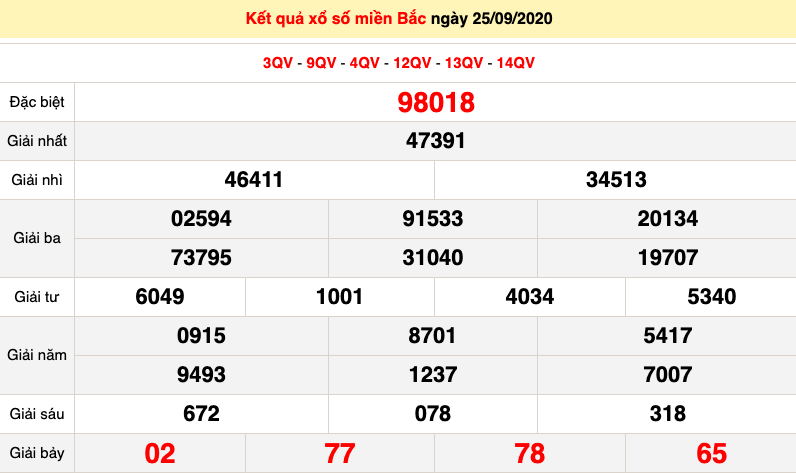 Kết quả xổ số miền Bắc ngày 25/09/2020
3QV - 9QV - 4QV - 12QV - 13QV - 14QV
Đặc biệt 98018
Giải nhất 47391
Giải nhì 46411 34513
Giải ba 02594 91533 20134
73795 31040 19707
Giải tư 6049 1001 4034 5340
Giải năm 0915 8701 5417
9493 1237 7007
Giải sáu 672 078 318
Giải bảy 02 77 78 65